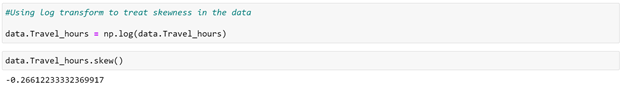 #Using log transform to treat skewness in the data
data.Travel_hours = np.log(data.Travel_hours)
data.Travel_hours.skew()
-0.26612233332369917